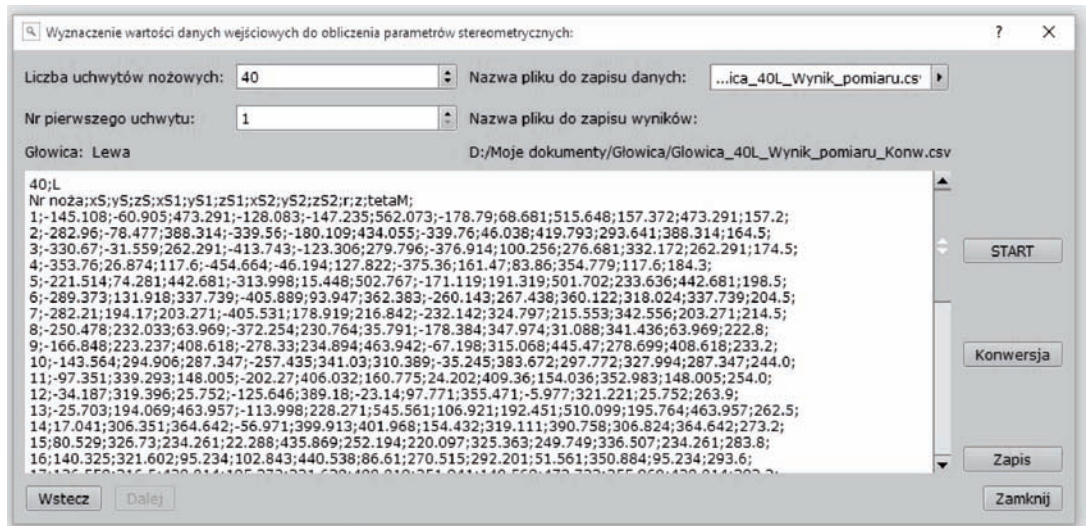 Wyznaczenie wartości danych wejściowych do obliczenia parametrów stereometrycznych:
Liczba uchwytów nożowych: 40 Nazwa pliku do zapisu danych: ...ica_40L_Wynik_pomiaru.cs
Nr pierwszego uchwytu: 1 Nazwa pliku do zapisu wyników:
Głowica: Lewa D:/Moje dokumenty/Głowica/Glowica_40L_Wynik_pomiaru_Konw.csv
40;L
Nr noża;xS;yS;zS;xS1;yS1;zS1;xS2;yS2;zS2;r;z;tetaM;
1;-145.108;-60.905;473.291;-128.083;-147.235;562.073;-178.79;68.681;515.648;157.372;473.291;157.2;
2;-282.96;-78.477;388.314;-339.56;-180.109;434.055;-339.76;46.038;419.793;293.641;388.314;164.5;
3;-330.67;-31.559;262.291;-413.743;-123.306;279.796;-376.914;100.256;276.681;332.172;262.291;174.5;
4;-353.76;26.874;117.6;-454.664;-46.194;127.822;-375.36;161.47;83.86;354.779;117.6;184.3;
5;-221.514;74.281;442.681;-313.998;15.448;502.767;-171.119;191.319;501.702;233.636;442.681;198.5;
6;-289.373;131.918;337.739;-405.889;93.947;362.383;-260.143;267.438;360.122;318.024;337.739;204.5;
7;-282.21;194.17;203.271;-405.531;178.919;216.842;-232.142;324.797;215.553;342.556;203.271;214.5;
8;-250.478;232.033;63.969;-372.254;230.764;35.791;-178.384;347.974;31.088;341.436;63.969;222.8;
9;-166.848;223.237;408.618;-278.33;234.894;463.942;-67.198;315.068;445.47;278.699;408.618;233.2;
10;-143.564;294.906;287.347;-257.435;341.03;310.389;-35.245;383.672;297.772;327.994;287.347;244.0;
11;-97.351;339.293;148.005;-202.27;406.032;160.775;24.202;409.36;154.036;352.983;148.005;254.0;
12;-34.187;319.396;25.752;-125.646;389.18;-23.14;97.771;355.471;-5.977;321.221;25.752;263.9;
13;-25.703;194.069;463.957;-113.998;228.271;545.561;106.921;192.451;510.099;195.764;463.957;262.5;
14;17.041;306.351;364.642;-56.971;399.913;401.968;154.432;319.111;390.758;306.824;364.642;273.2;
15;80.529;326.73;234.261;22.288;435.869;252.194;220.097;325.363;249.749;336.507;234.261;283.8;
16;140.325;321.602;95.234;102.843;440.538;86.61;270.515;292.201;51.561;350.884;95.234;293.6;
START
Konwersja
Zapis
Wstecz Dalej Zamknij